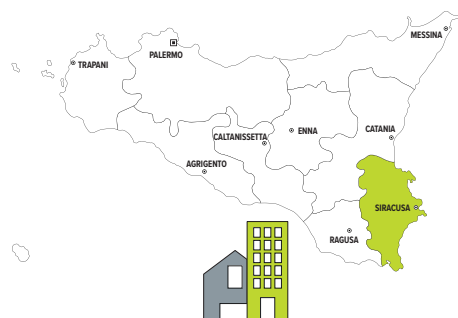 MESSINA
PALERMO
TRAPANI
CALTANISSETTA
ENNA
CATANIA
AGRIGENTO
SIRACUSA
RAGUSA